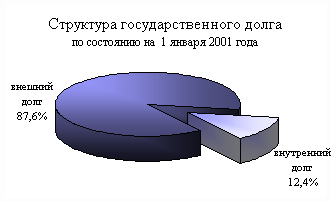 Структура государственного долга
по состоянию на 1 января 2001 года
внешний
долг
87,6%
внутренний
долг
12,4%